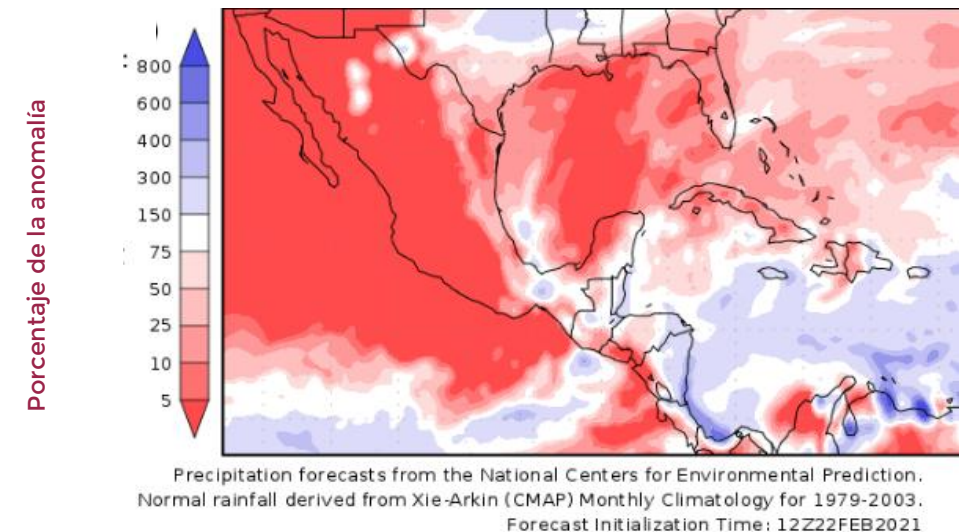 Porcentaje de la anomalía
800
600
400
300
150
75
50
25
10
5
Precipitation forecasts from the National Centers for Environmental Prediction.
Normal rainfall derived from Xie-Arkin (CMAP) Monthly Climatology for 1979-2003.
Forecast Initialization Time: 12Z22FEB2021